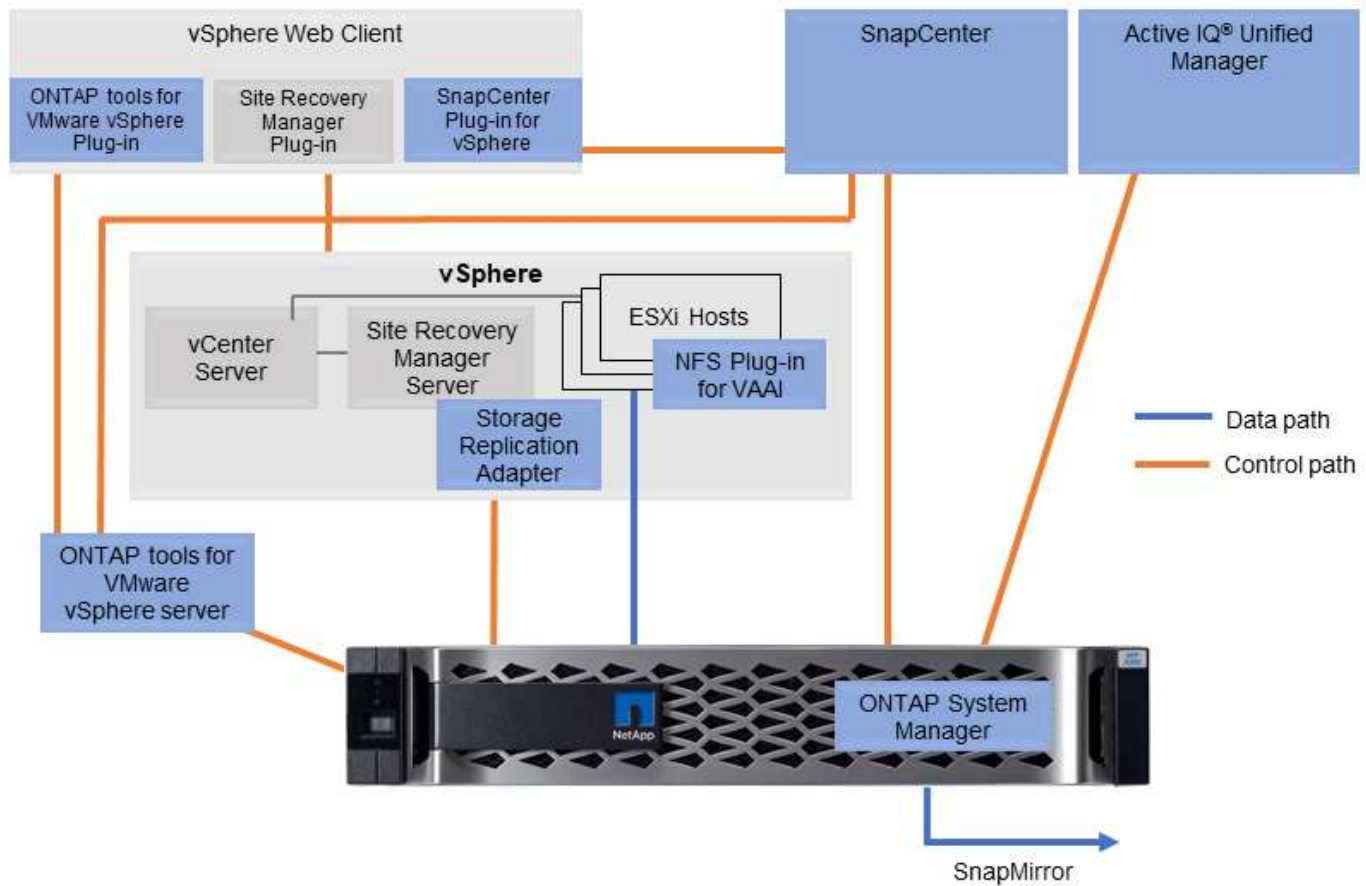 vSphere Web Client
ONTAP tools for
VMware vSphere
Plug-in
Site Recovery
Manager
Plug-in
SnapCenter
Plug-in for
vSphere
SnapCenter
Active IQ® Unified
Manager
vSphere
vCenter
Server
Site Recovery
Manager
Server
Storage
Replication
Adapter
ESXi Hosts
NFS Plug-in
for VAAI
Data path
Control path
ONTAP tools for
VMware
vSphere server
NetApp
ONTAP System
Manager
SnapMirror